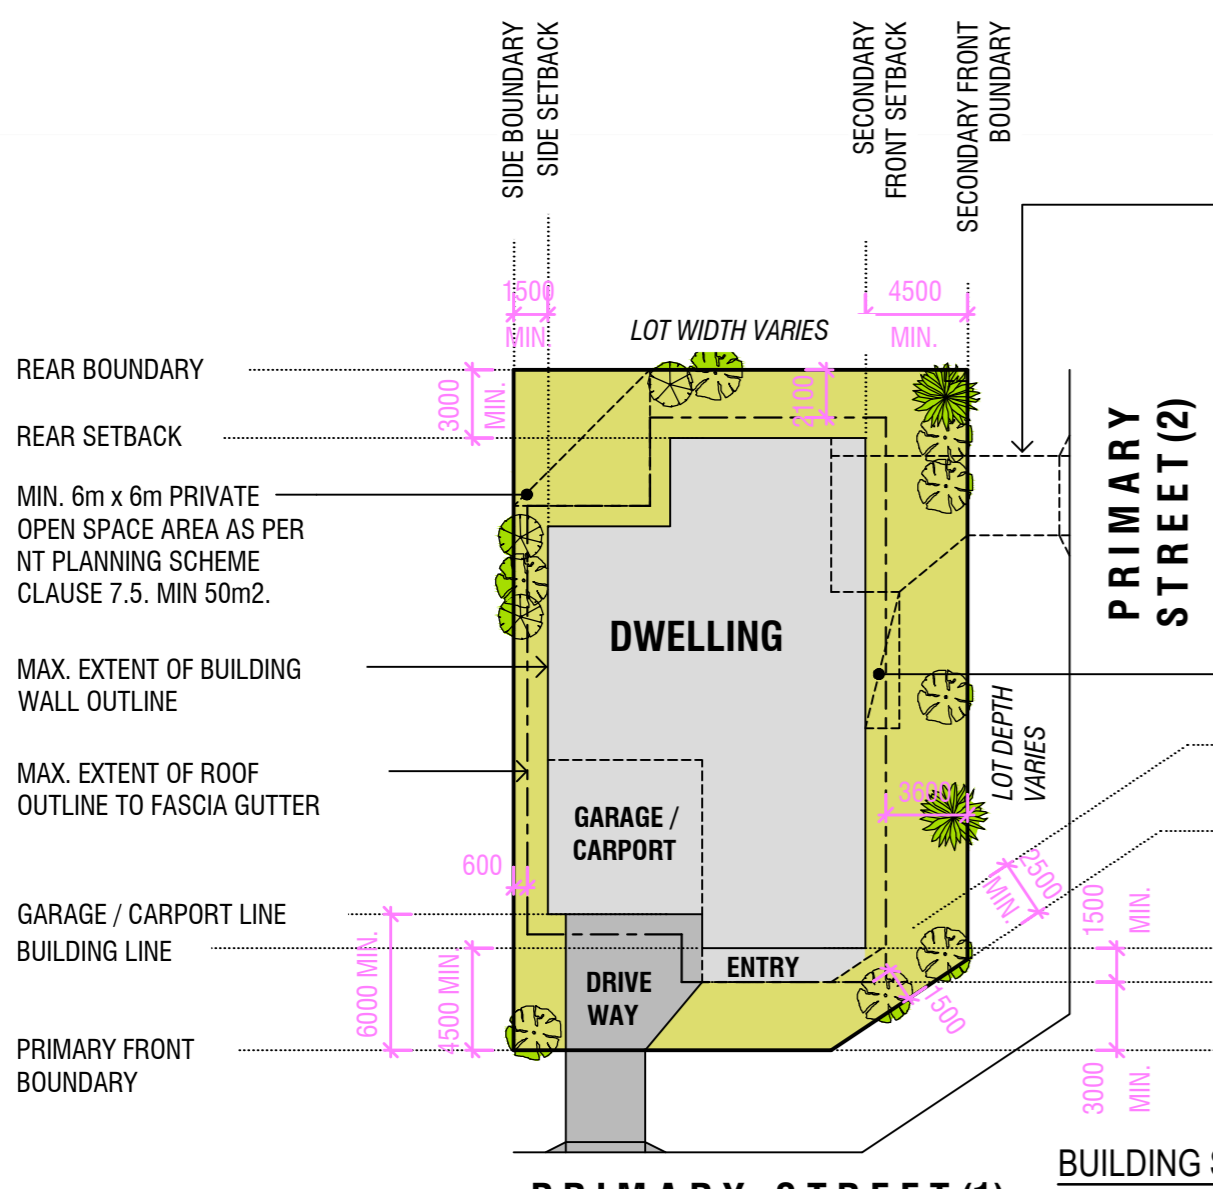 SIDE BOUNDARY
SIDE SETBACK
SECONDARY
FRONT SETBACK
SECONDARY FRONT
BOUNDARY
1500
MIN.
LOT WIDTH VARIES
4500
MIN.
REAR BOUNDARY
3000
MIN.
2100
REAR SETBACK
MIN. 6m x 6m PRIVATE
OPEN SPACE AREA AS PER
NT PLANNING SCHEME
CLAUSE 7.5. MIN 50m2.
PRIMARY
STREET (2)
DWELLING
MAX. EXTENT OF BUILDING
WALL OUTLINE
LOT DEPTH
VARIES
MAX. EXTENT OF ROOF
OUTLINE TO FASCIA GUTTER
3600
GARAGE /
CARPORT
600
2500
MIN.
1500
MIN.
GARAGE / CARPORT LINE
BUILDING LINE
6000 MIN.
4500 MIN
ENTRY
DRIVE
WAY
1500
PRIMARY FRONT
BOUNDARY
3000
MIN.
BUILDING S
PRIMARY STREET (1)